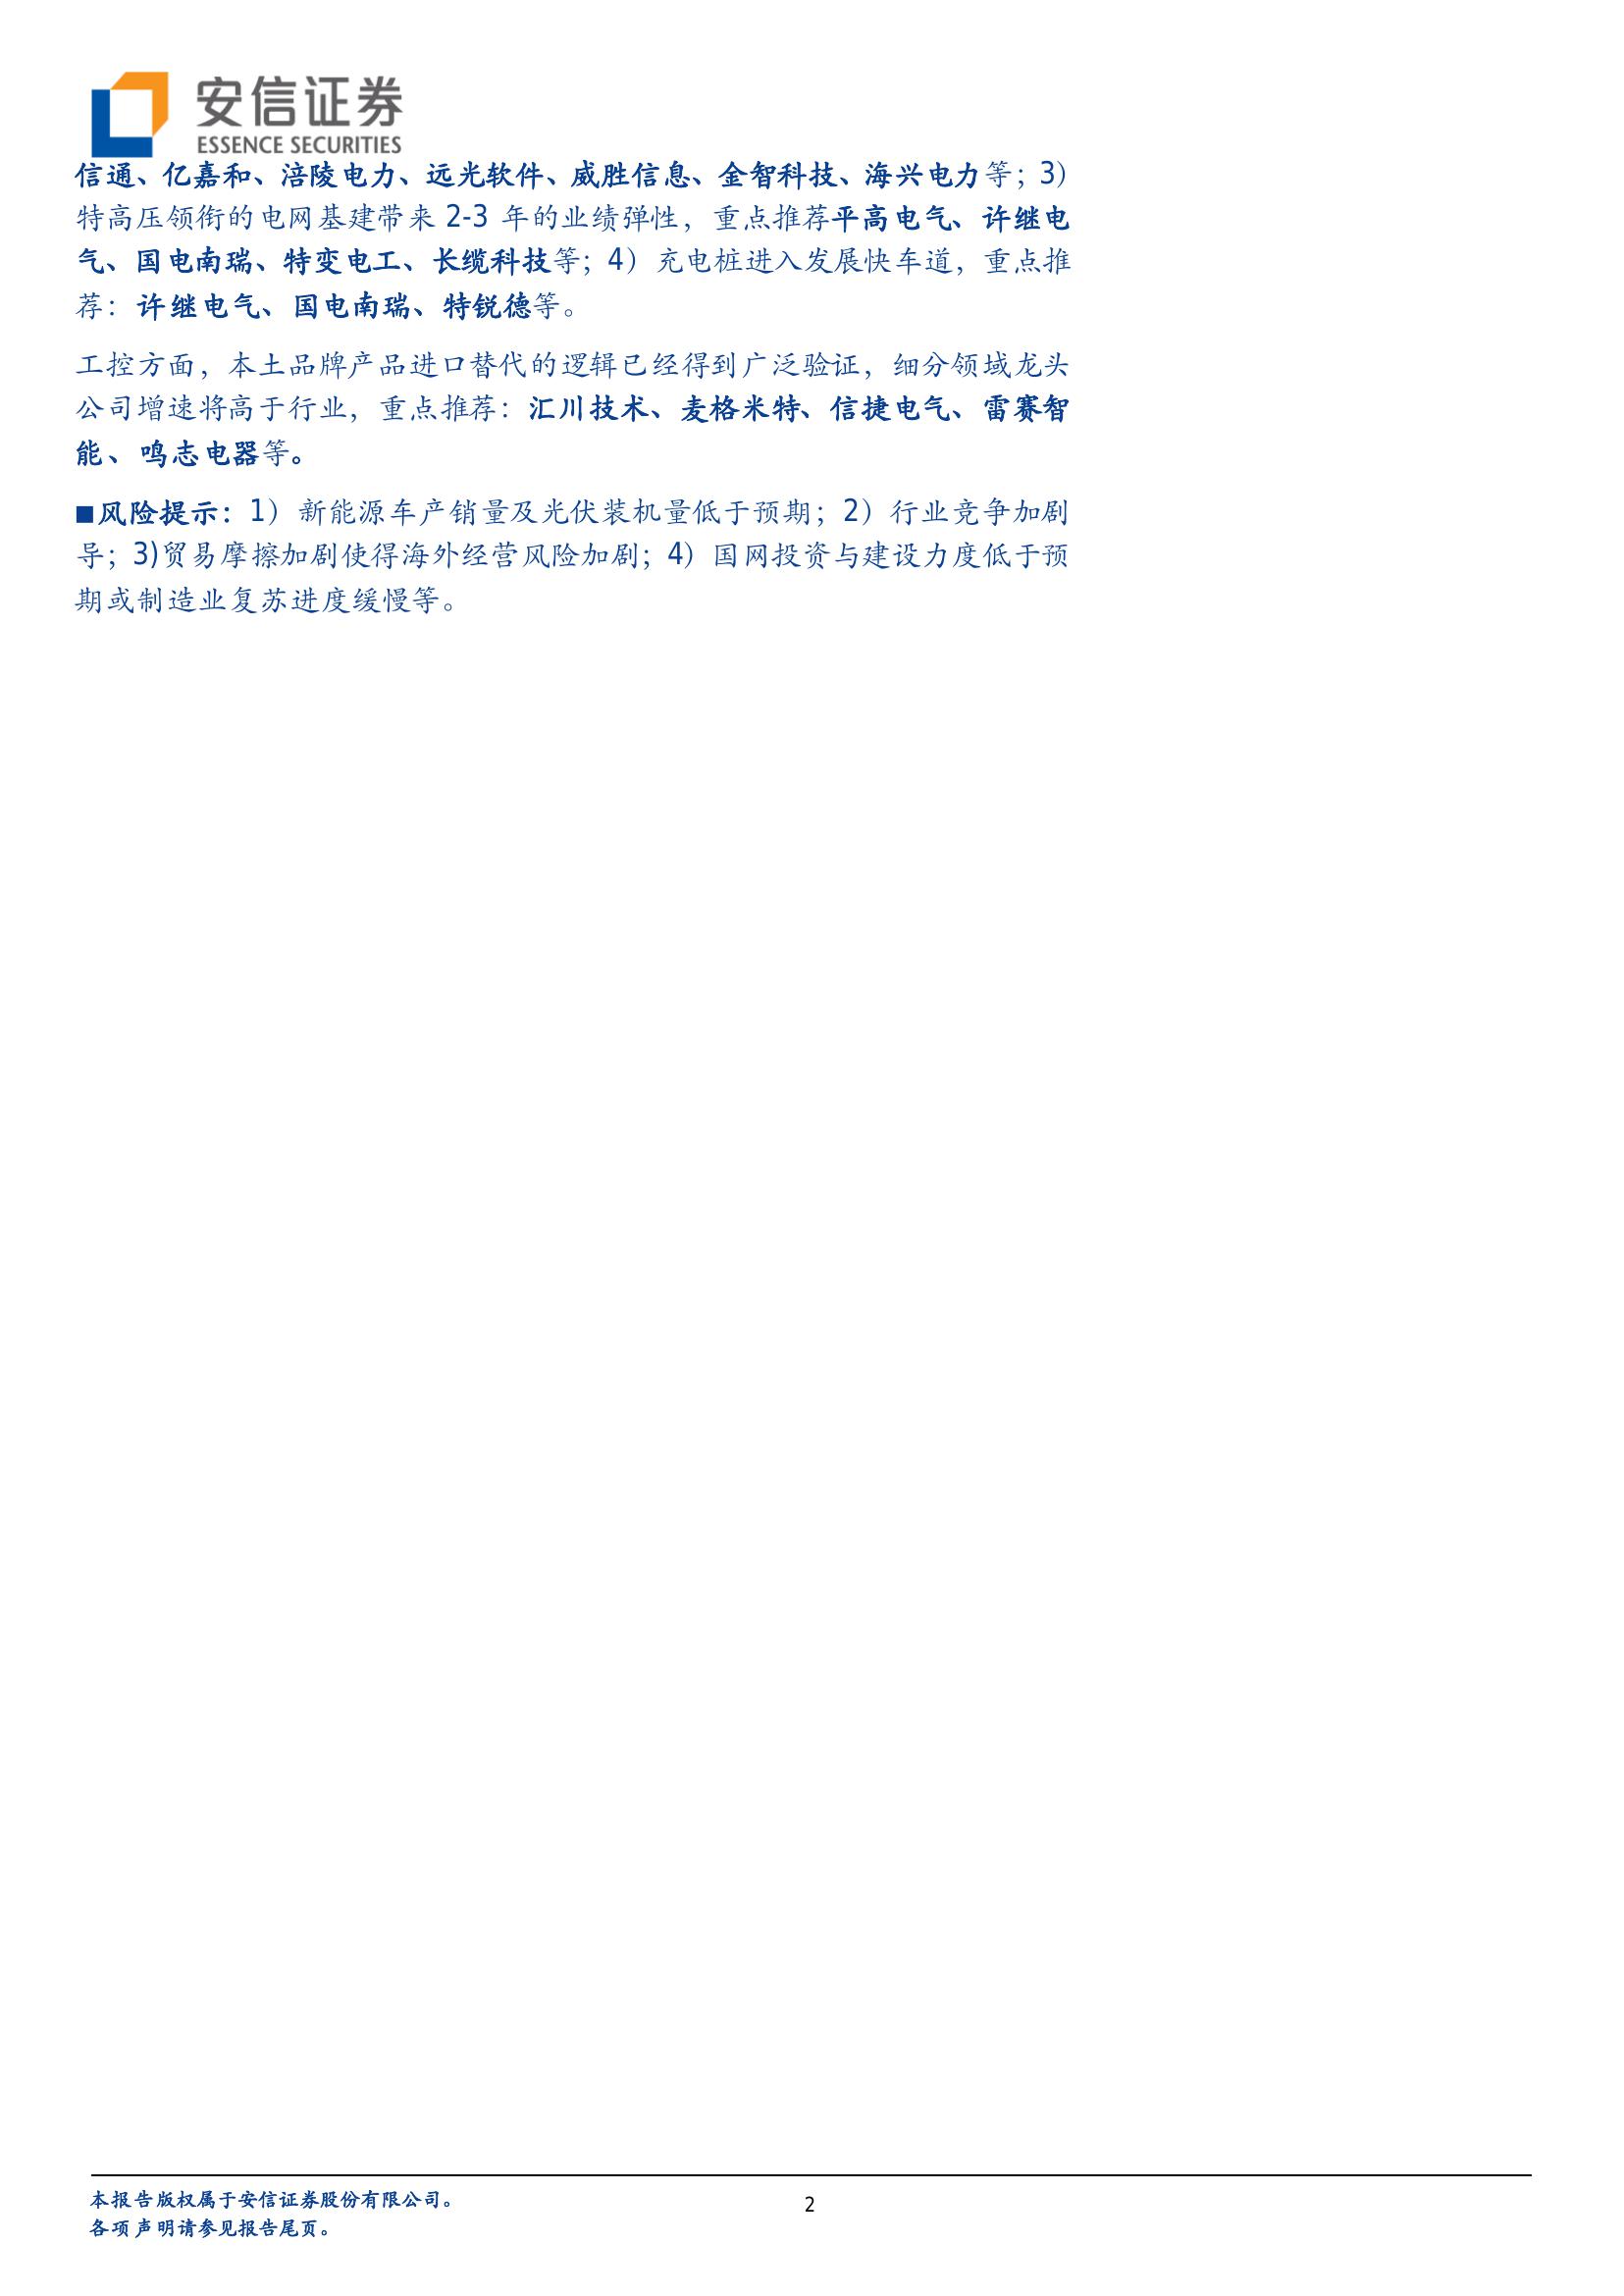 安信证券
ESSENCE SECURITIES
信通、亿嘉和、涪陵电力、远光软件、威胜信息、金智科技、海兴电力等；3）
特高压领衔的电网基建带来 2-3 年的业绩弹性，重点推荐平高电气、许继电
气、国电南瑞、特变电工、长缆科技等；4）充电桩进入发展快车道，重点推
荐：许继电气、国电南瑞、特锐德等。
工控方面，本土品牌产品进口替代的逻辑已经得到广泛验证，细分领域龙头
公司增速将高于行业，重点推荐：汇川技术、麦格米特、信捷电气、雷赛智
能、鸣志电器等。
■风险提示：1）新能源车产销量及光伏装机量低于预期；2）行业竞争加剧
导；3)贸易摩擦加剧使得海外经营风险加剧；4）国网投资与建设力度低于预
期或制造业复苏进度缓慢等。
本报告版权属于安信证券股份有限公司。
2
各项声明请参见报告尾页。